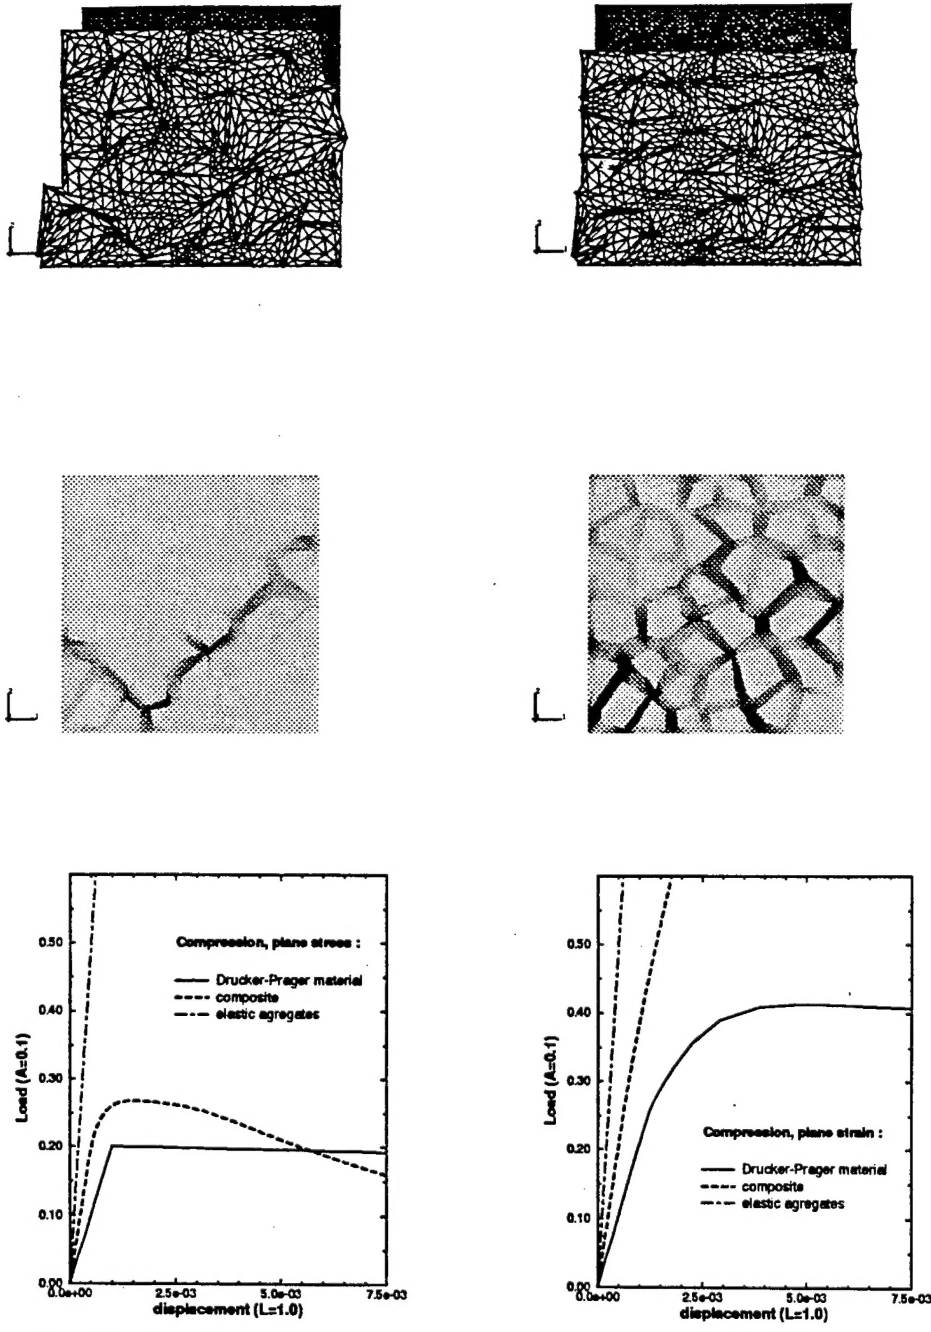 Compression, plane stress :
Drucker-Prager material
composite
elastic agregates
Load (A=0.1)
0.50
0.40
0.30
0.20
0.10
0.00
0.0e+00
2.5e-03
5.0e-03
7.5e-03
displacement (L=1.0)
Compression, plane strain :
Drucker-Prager material
composite
elastic agregates
Load (A=0.1)
0.50
0.40
0.30
0.20
0.10
0.00
0.0e+00
2.5e-03
5.0e-03
7.5e-03
displacement (L=1.0)